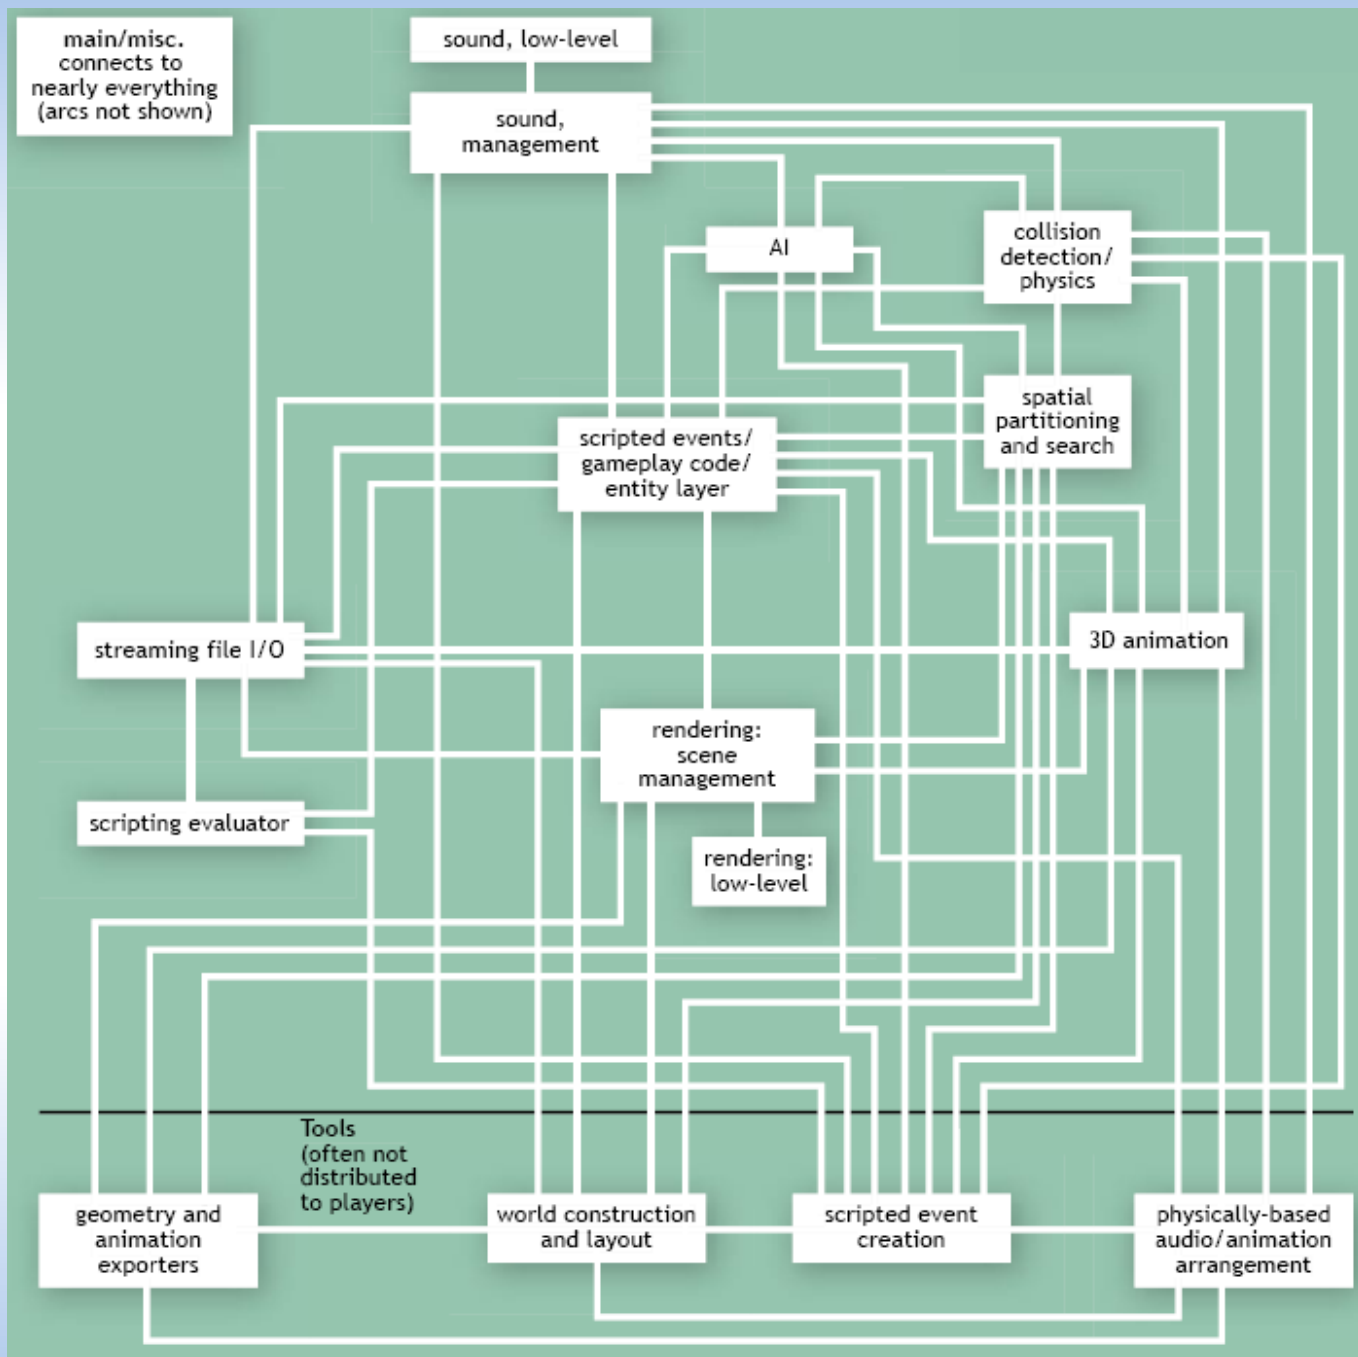 main/misc.
connects to
nearly everything
(arcs not shown)
sound, low-level
sound,
management
AI
collision
detection/
physics
spatial
partitioning
and search
scripted events/
gameplay code/
entity layer
streaming file I/O
3D animation
rendering:
scene
management
scripting evaluator
rendering:
low-level
Tools
(often not
distributed
to players)
geometry and
animation
exporters
world construction
and layout
scripted event
creation
physically-based
audio/animation
arrangement